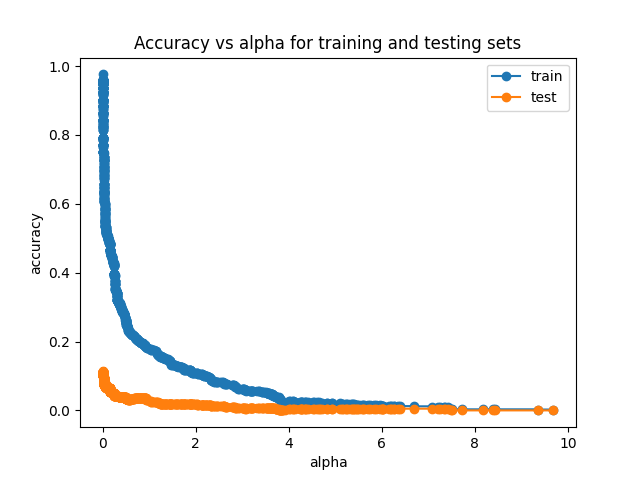 Accuracy vs alpha for training and testing sets
train
test
1.0
0.8
0.6
0.4
0.2
0.0
accuracy
0 2 4 6 8 10
alpha